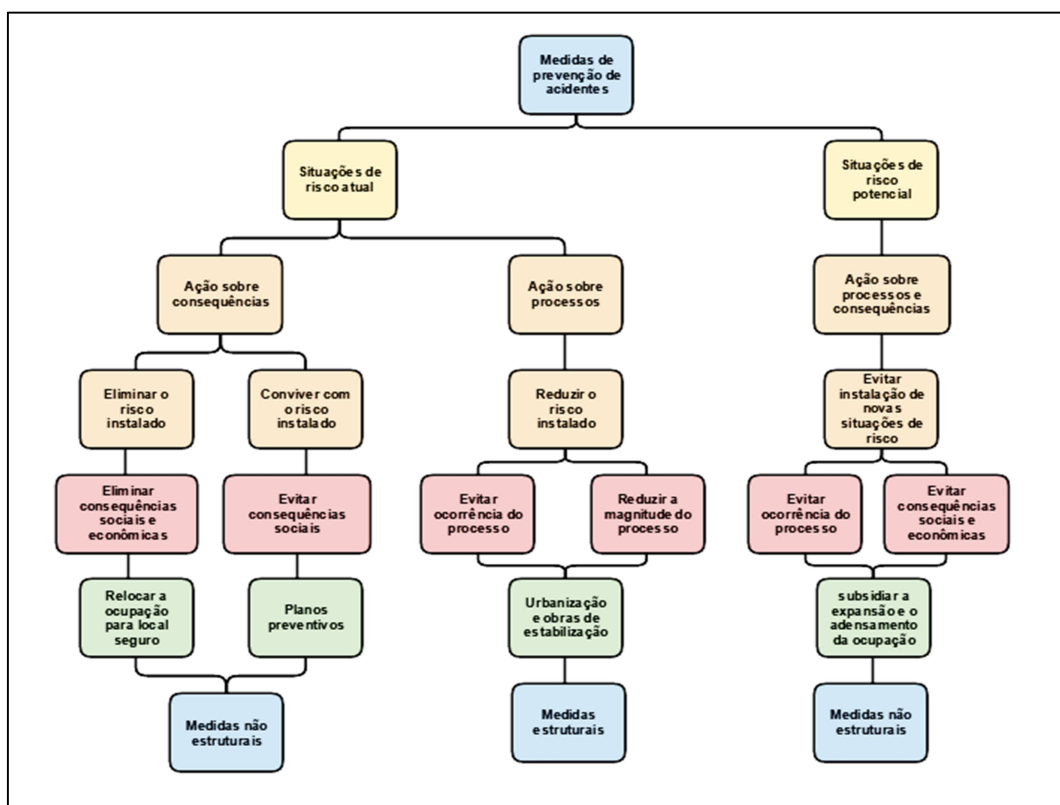 Medidas de
prevenção de
acidentes
Situações de
risco atual
Situações de
risco
potencial
Ação sobre
consequências
Ação sobre
processos
Ação sobre
processos e
consequências
Eliminar o
risco
instalado
Conviver com
o risco
instalado
Reduzir o
risco
instalado
Evitar
instalação de
novas
situações de
risco
Eliminar
consequências
sociais e
econômicas
Evitar
consequências
sociais
Evitar
ocorrência do
processo
Reduzir a
magnitude do
processo
Evitar
ocorrência do
processo
Evitar
consequências
sociais e
econômicas
Relocar a
ocupação
para local
seguro
Planos
preventivos
Urbanização
e obras de
estabilização
subsidiar a
expansão e o
adensamento
da ocupação
Medidas não
estruturais
Medidas
estruturais
Medidas não
estruturais